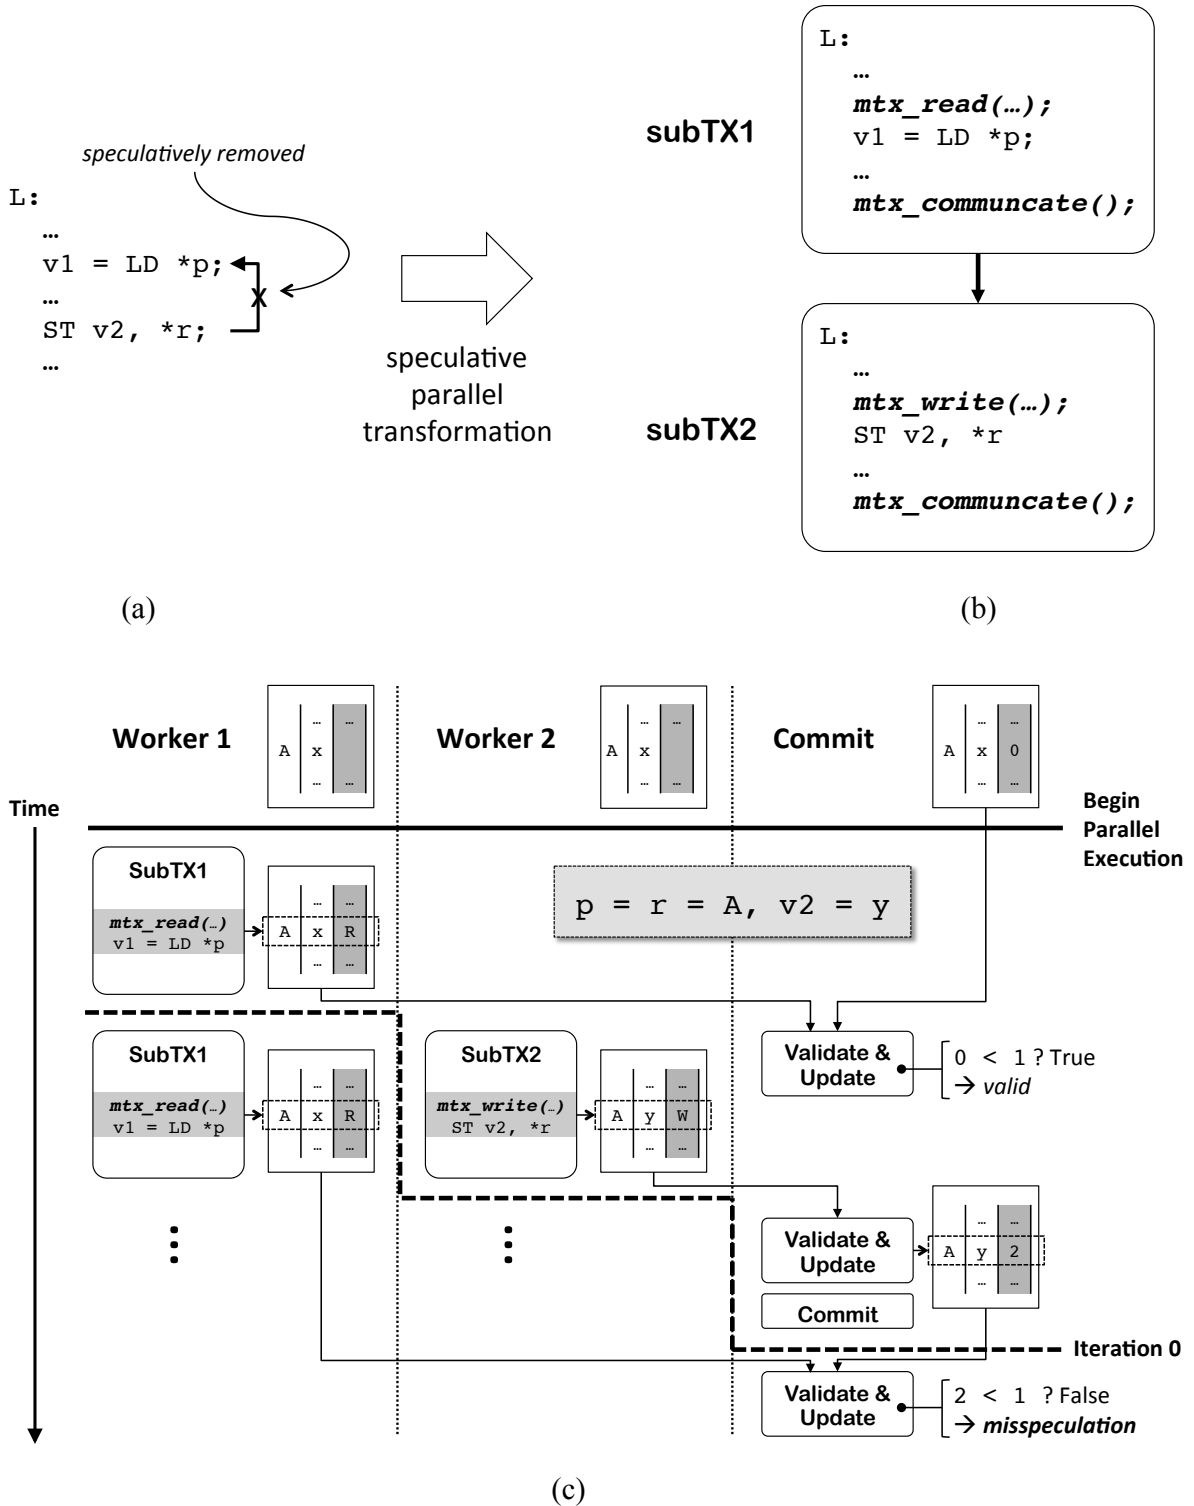 speculatively removed
L:
…
v1 = LD *p;
…
X
ST v2, *r;
…
speculative
parallel
transformation
subTX1
L:
…
mtx_read(…);
v1 = LD *p;
…
mtx_communcate();
subTX2
L:
…
mtx_write(…);
ST v2, *r
…
mtx_communcate();
(a)
(b)
Worker 1
… …
A x
… …
Worker 2
… …
A x
… …
Commit
… …
A x 0
… …
Time
Begin
Parallel
Execution
SubTX1
mtx_read(…)
v1 = LD *p
… …
A x R
… …
p = r = A, v2 = y
Validate &
Update
0 < 1 ? True
→ valid
SubTX1
mtx_read(…)
v1 = LD *p
… …
A x R
… …
SubTX2
mtx_write(…)
ST v2, *r
… …
A y W
… …
Validate &
Update
… …
A y 2
… …
Commit
Iteration 0
Validate &
Update
2 < 1 ? False
→ misspeculation
(c)